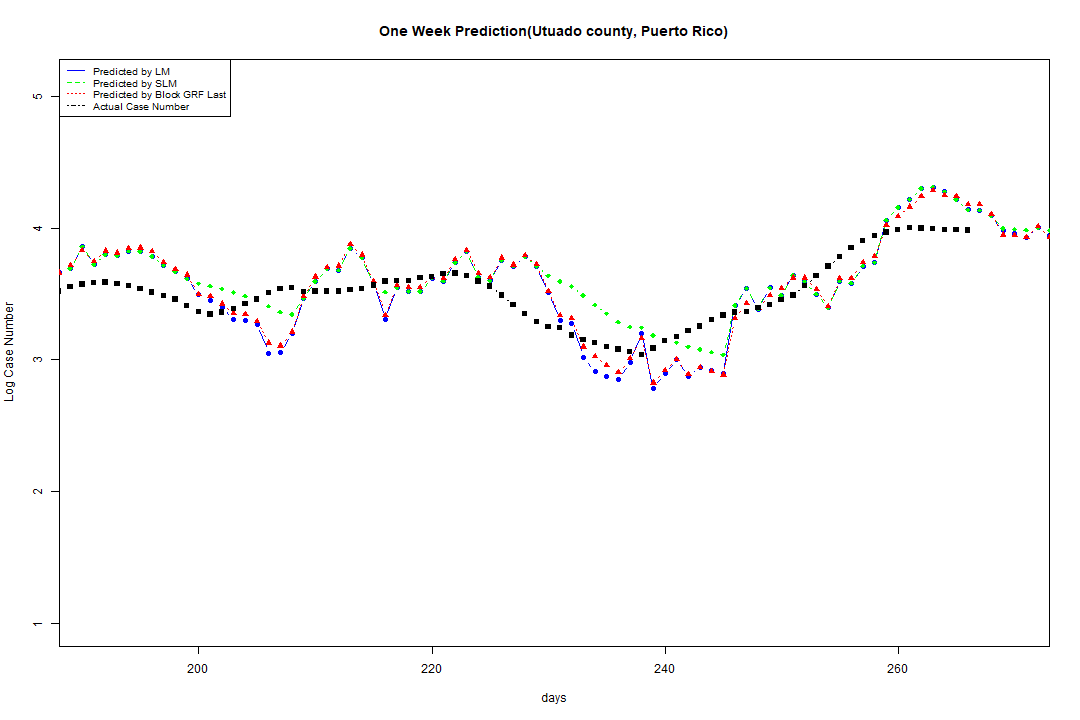 One Week Prediction(Utuado county, Puerto Rico)
Predicted by LM
Predicted by SLM
Predicted by Block GRF Last
Actual Case Number
5
4
3
2
1
Log Case Number
200 220 240 260
days